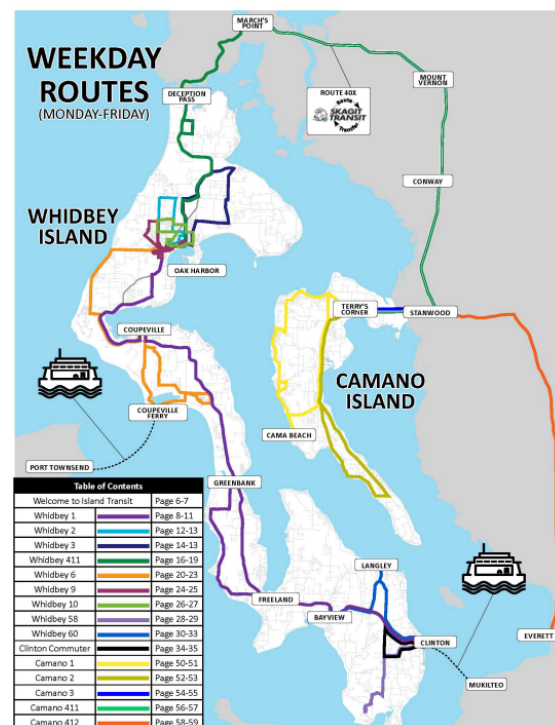 WEEKDAY
ROUTES
(MONDAY-FRIDAY)
MARCH'S
POINT
DECEPTION
PASS
ROUTE 40X
Route
SKAGIT
TRANSIT
Transfer
MOUNT
VERNON
CONWAY
WHIDBEY
ISLAND
OAK HARBOR
TERRY'S
CORNER
STANWOOD
COUPEVILLE
CAMANO
ISLAND
COUPEVILLE
FERRY
CAMA BEACH
PORT TOWNSEND
GREENBANK
LANGLEY
FREELAND
BAYVIEW
CLINTON
EVERETT
MUKILTEO
Table of Contents
Welcome to Island Transit Page 6-7
Whidbey 1 Page 8-11
Whidbey 2 Page 12-13
Whidbey 3 Page 14-13
Whidbey 411 Page 16-19
Whidbey 6 Page 20-23
Whidbey 9 Page 24-25
Whidbey 10 Page 26-27
Whidbey 58 Page 28-29
Whidbey 60 Page 30-33
Clinton Commuter Page 34-35
Camano 1 Page 50-51
Camano 2 Page 52-53
Camano 3 Page 54-55
Camano 411 Page 56-57
Camano 412 Page 58-59